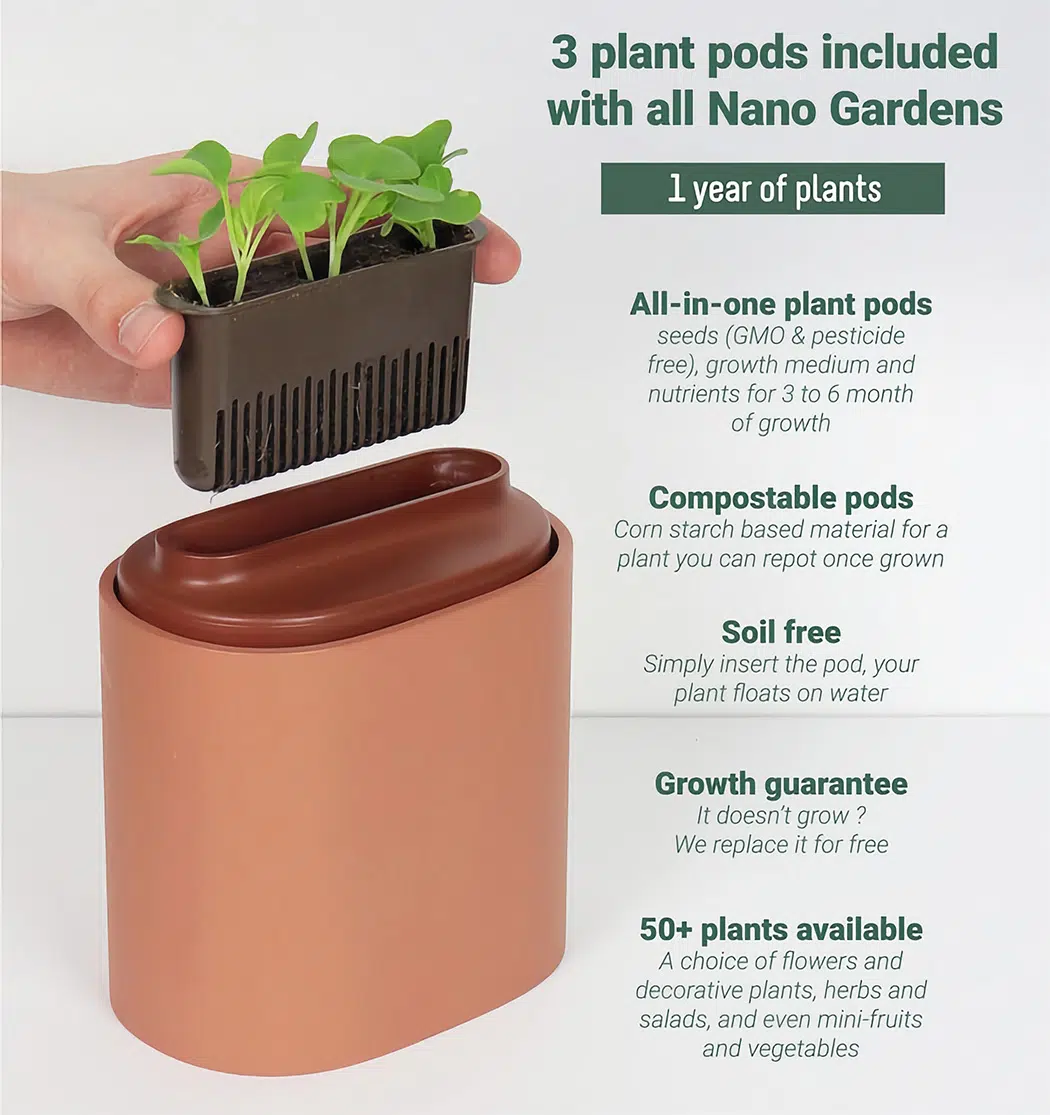 3 plant pods included
with all Nano Gardens
1 year of plants
All-in-one plant pods
seeds (GMO & pesticide
free), growth medium and
nutrients for 3 to 6 month
of growth
Compostable pods
Corn starch based material for a
plant you can repot once grown
Soil free
Simply insert the pod, your
plant floats on water
Growth guarantee
It doesn't grow ?
We replace it for free
50+ plants available
A choice of flowers and
decorative plants, herbs and
salads, and even mini-fruits
and vegetables